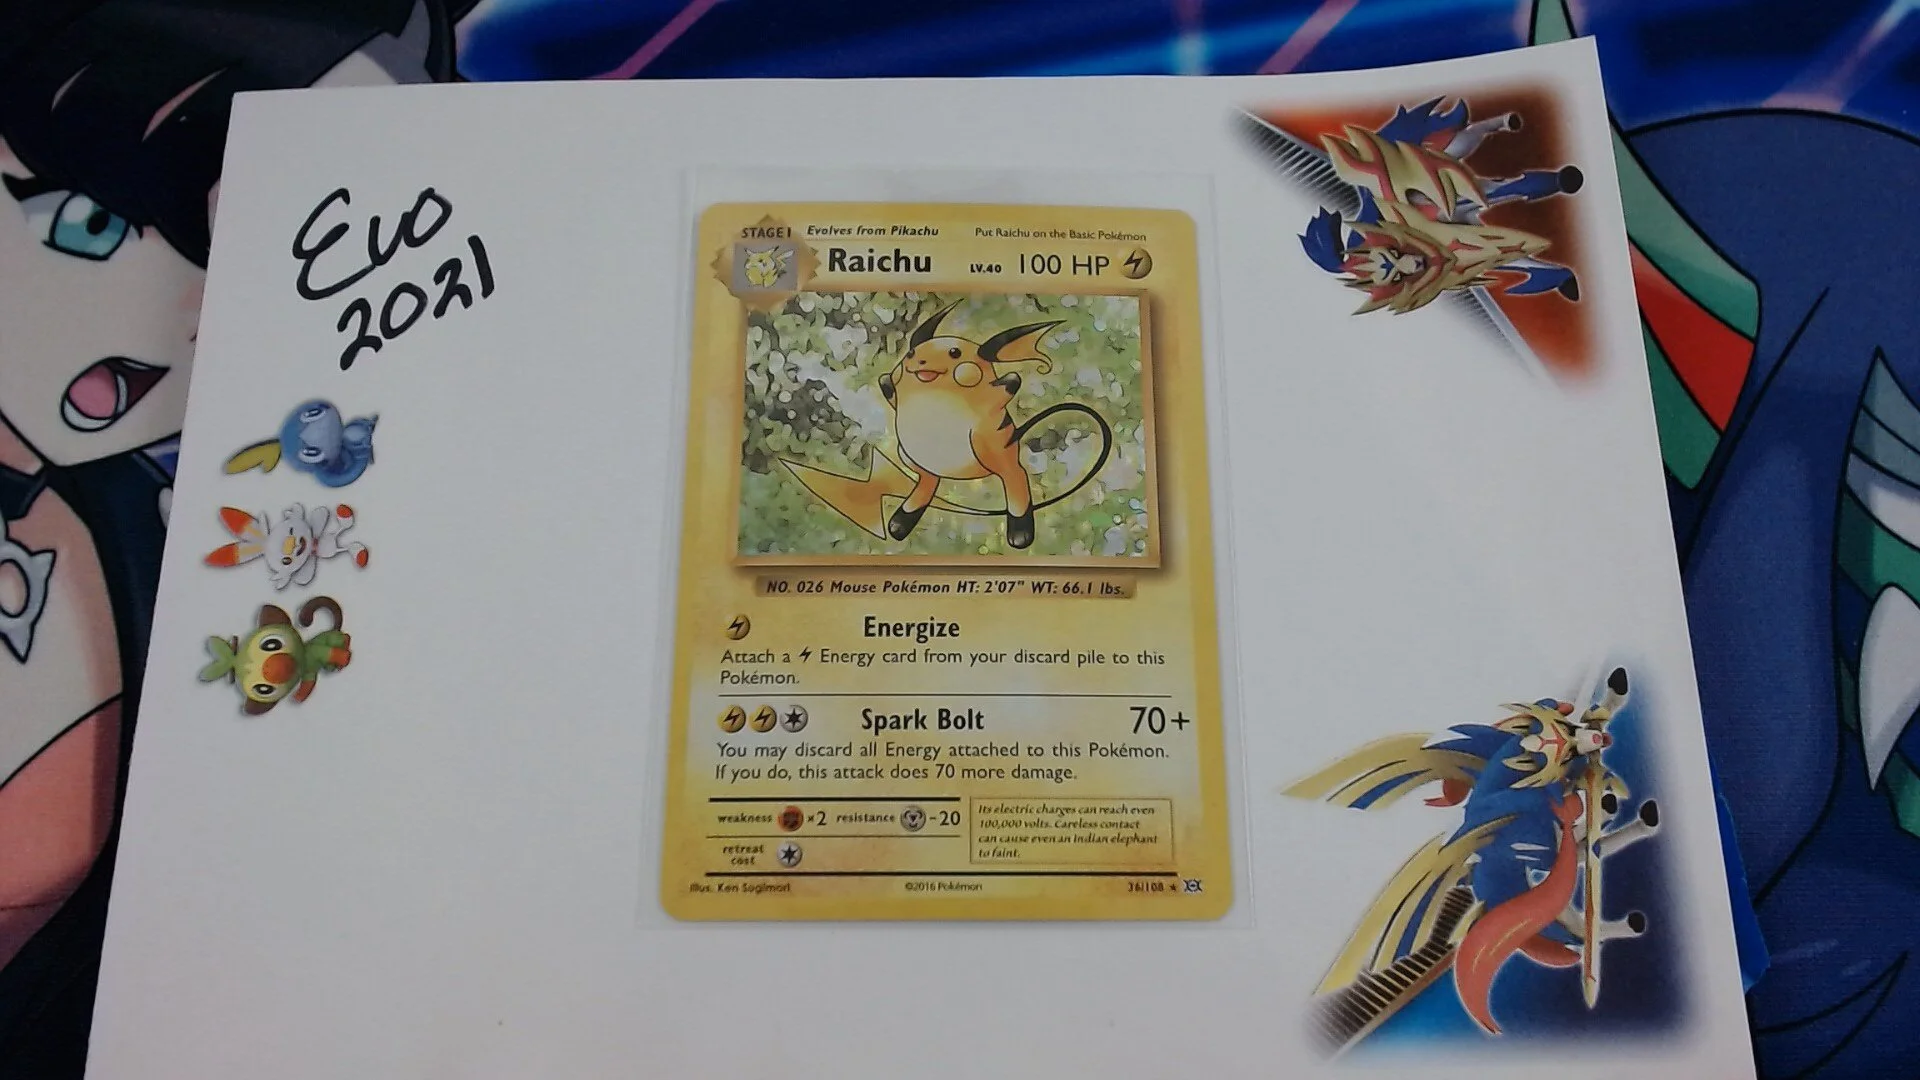 Evo
2021
STAGE 1 Evolves from Pikachu Put Raichu on the Basic Pokémon
Raichu LV.40 100 HP
NO. 026 Mouse Pokémon HT: 2'07" WT: 66.1 lbs.
Energize
Attach a Energy card from your discard pile to this
Pokémon.
Spark Bolt 70+
You may discard all Energy attached to this Pokémon.
If you do, this attack does 70 more damage.
weakness ×2 resistance -20
retreat
cost
Its electric charges can reach even
100,000 volts. Careless contact
can cause even an Indian elephant
to faint.
Illus. Ken Sugimori ©2016 Pokémon 36/108 ★